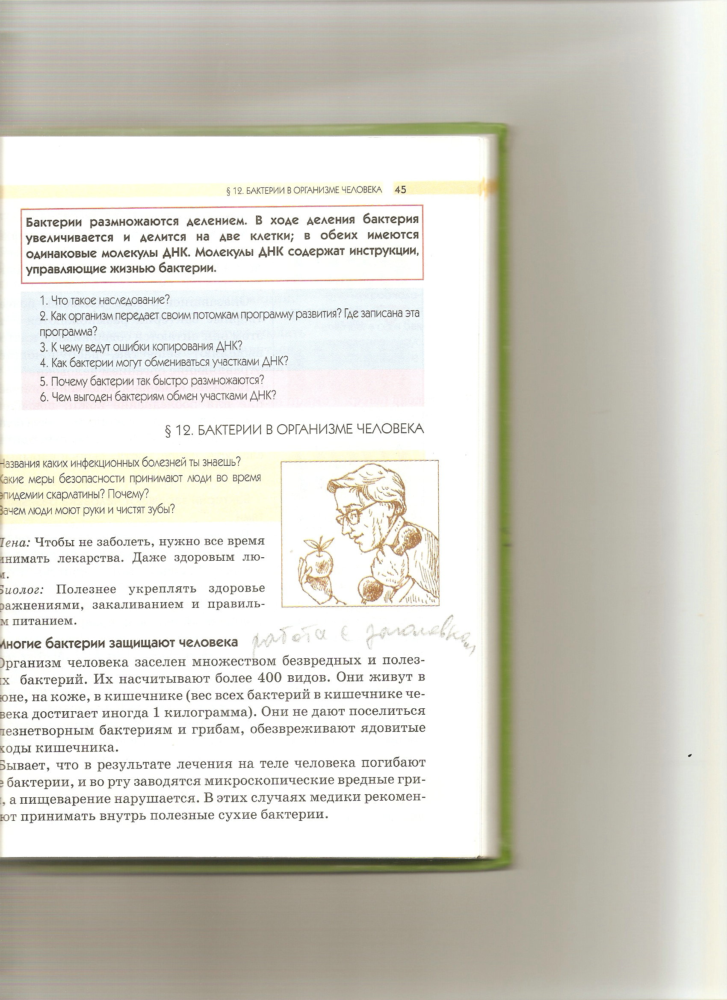 § 12. БАКТЕРИИ В ОРГАНИЗМЕ ЧЕЛОВЕКА 45
Бактерии размножаются делением. В ходе деления бактерия
увеличивается и делится на две клетки; в обеих имеются
одинаковые молекулы ДНК. Молекулы ДНК содержат инструкции,
управляющие жизнью бактерии.
1. Что такое наследование?
2. Как организм передает своим потомкам программу развития? Где записана эта
программа?
3. К чему ведут ошибки копирования ДНК?
4. Как бактерии могут обмениваться участками ДНК?
5. Почему бактерии так быстро размножаются?
6. Чем выгоден бактериям обмен участками ДНК?
§ 12. БАКТЕРИИ В ОРГАНИЗМЕ ЧЕЛОВЕКА
Названия каких инфекционных болезней ты знаешь?
Какие меры безопасности принимают люди во время
эпидемии скарлатины? Почему?
Зачем люди моют руки и чистят зубы?
Лена: Чтобы не заболеть, нужно все время
инимать лекарства. Даже здоровым лю-
м.
Биолог: Полезнее укреплять здоровье
ражнениями, закаливанием и правиль-
м питанием.
Многие бактерии защищают человека
работа с заголовком
Организм человека заселен множеством безвредных и полез-
ых бактерий. Их насчитывают более 400 видов. Они живут в
юне, на коже, в кишечнике (вес всех бактерий в кишечнике че-
века достигает иногда 1 килограмма). Они не дают поселиться
лезнетворным бактериям и грибам, обезвреживают ядовитые
ходы кишечника.
Бывает, что в результате лечения на теле человека погибают
е бактерии, и во рту заводятся микроскопические вредные гри-
, а пищеварение нарушается. В этих случаях медики рекомен-
ют принимать внутрь полезные сухие бактерии.